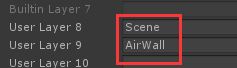 Builtin Layer 7
User Layer 8 Scene
User Layer 9 AirWall
User Layer 10